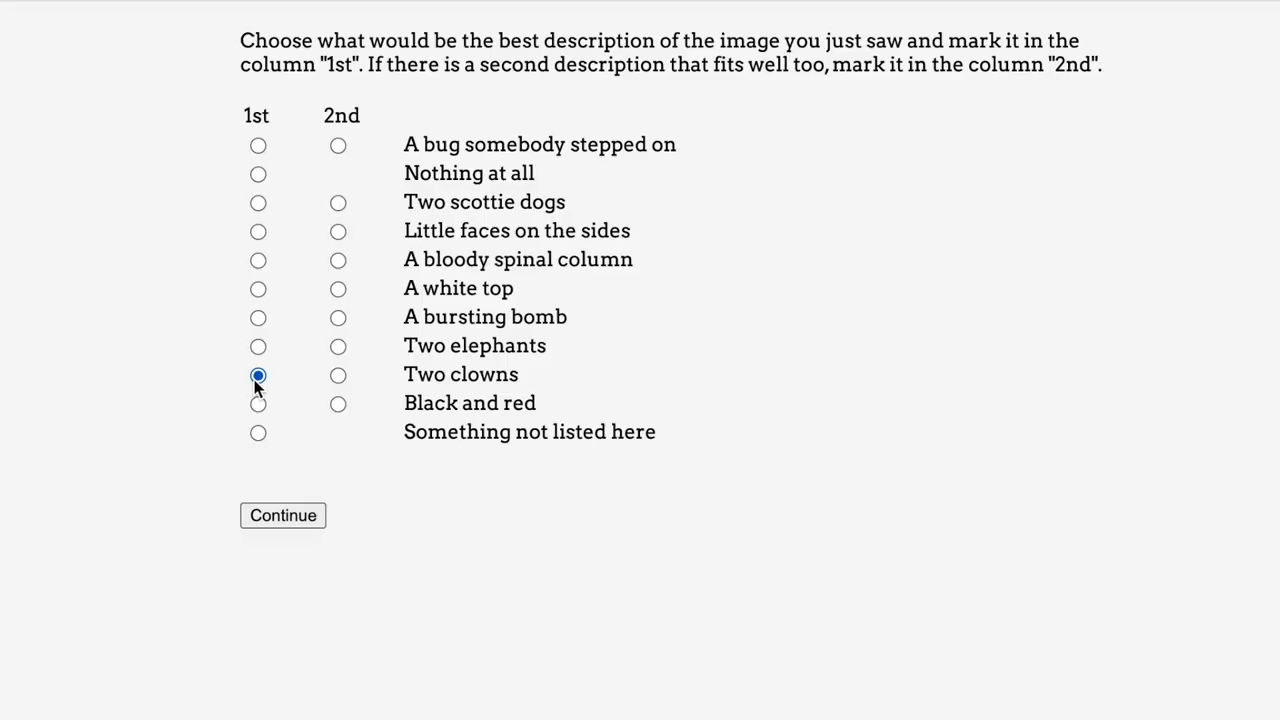 Choose what would be the best description of the image you just saw and mark it in the
column "1st". If there is a second description that fits well too, mark it in the column "2nd".
1st 2nd
A bug somebody stepped on
Nothing at all
Two scottie dogs
Little faces on the sides
A bloody spinal column
A white top
A bursting bomb
Two elephants
Two clowns
Black and red
Something not listed here
Continue